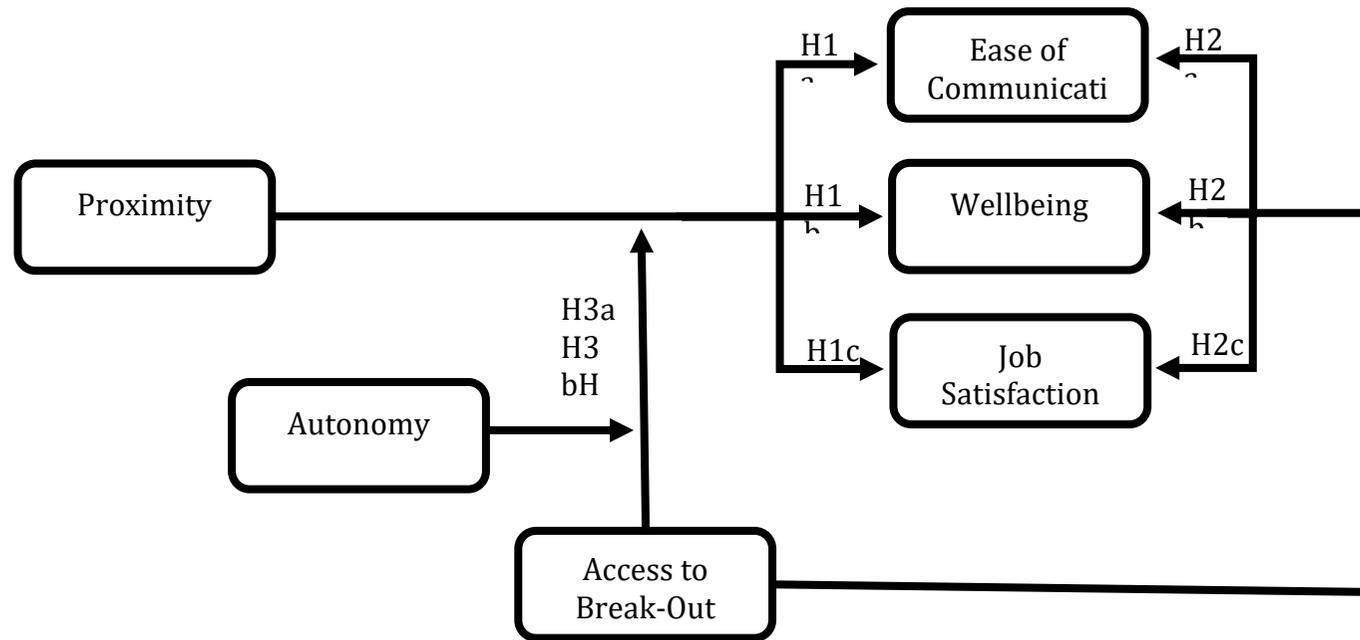 H1
a
Ease of
Communicati
H2
a
Proximity
H1
b
Wellbeing
H2
b
H3a
H3
bH
H1c
Job
Satisfaction
H2c
Autonomy
Access to
Break-Out